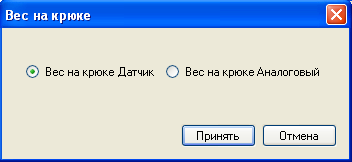 Вес на крюке
Вес на крюке Датчик Вес на крюке Аналоговый
Принять Отмена